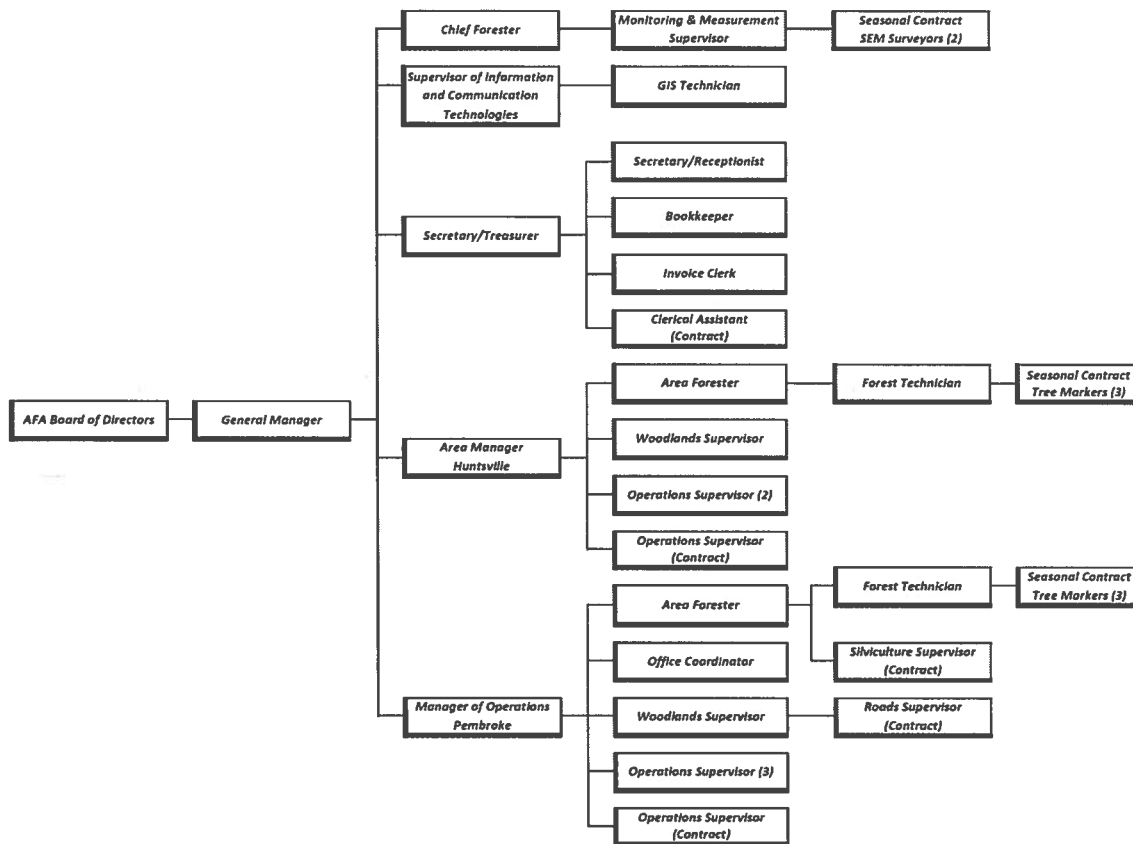 Chief Forester
Monitoring & Measurement
Supervisor
Seasonal Contract
SEM Surveyors (2)
Supervisor of Information
and Communication
Technologies
GIS Technician
Secretary/Receptionist
Bookkeeper
Secretary/Treasurer
Invoice Clerk
Clerical Assistant
(Contract)
Area Forester
Forest Technician
Seasonal Contract
Tree Markers (3)
AFA Board of Directors
General Manager
Woodlands Supervisor
Area Manager
Huntsville
Operations Supervisor (2)
Operations Supervisor
(Contract)
Forest Technician
Seasonal Contract
Tree Markers (3)
Area Forester
Office Coordinator
Silviculture Supervisor
(Contract)
Manager of Operations
Pembroke
Woodlands Supervisor
Roads Supervisor
(Contract)
Operations Supervisor (3)
Operations Supervisor
(Contract)